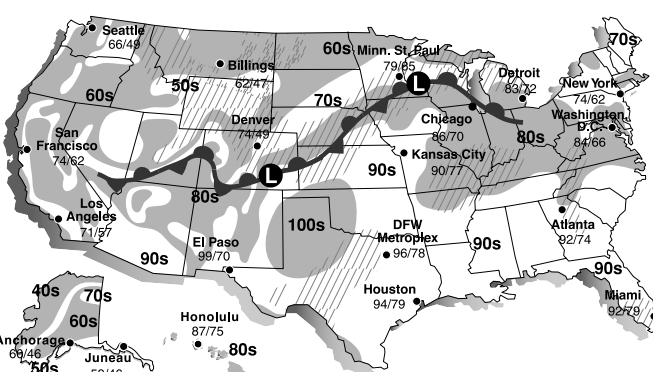 Seattle
66/49
60s
Minn. St. Paul
79/65
70s
Billings
62/47
50s
60s
Detroit
83/72
New York
74/62
70s
Denver
74/49
Chicago
86/70
80s
Washington,
D.C.
84/66
San
Francisco
74/62
Kansas City
90/77
90s
L
L
80s
Los
Angeles
71/57
100s
DFW
Metroplex
96/78
Atlanta
92/74
90s
El Paso
99/70
90s
90s
Houston
94/79
Miami
92/79
40s
70s
60s
Honolulu
87/75
80s
Anchorage
/46
Juneau
50s